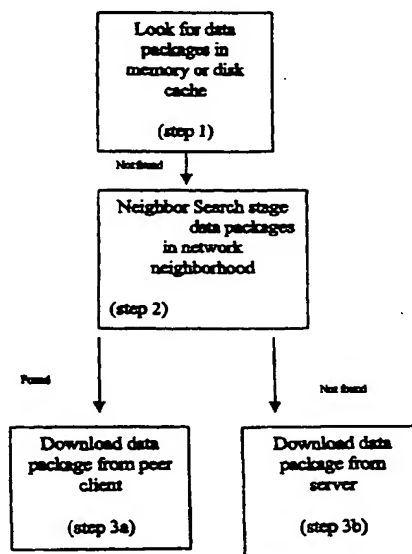 Look for data
packages in
memory or disk
cache
(step 1)
Not found
Neighbor Search stage
data packages
in network
neighborhood
(step 2)
Found
Not found
Download data
package from peer
client
(step 3a)
Download data
package from
server
(step 3b)